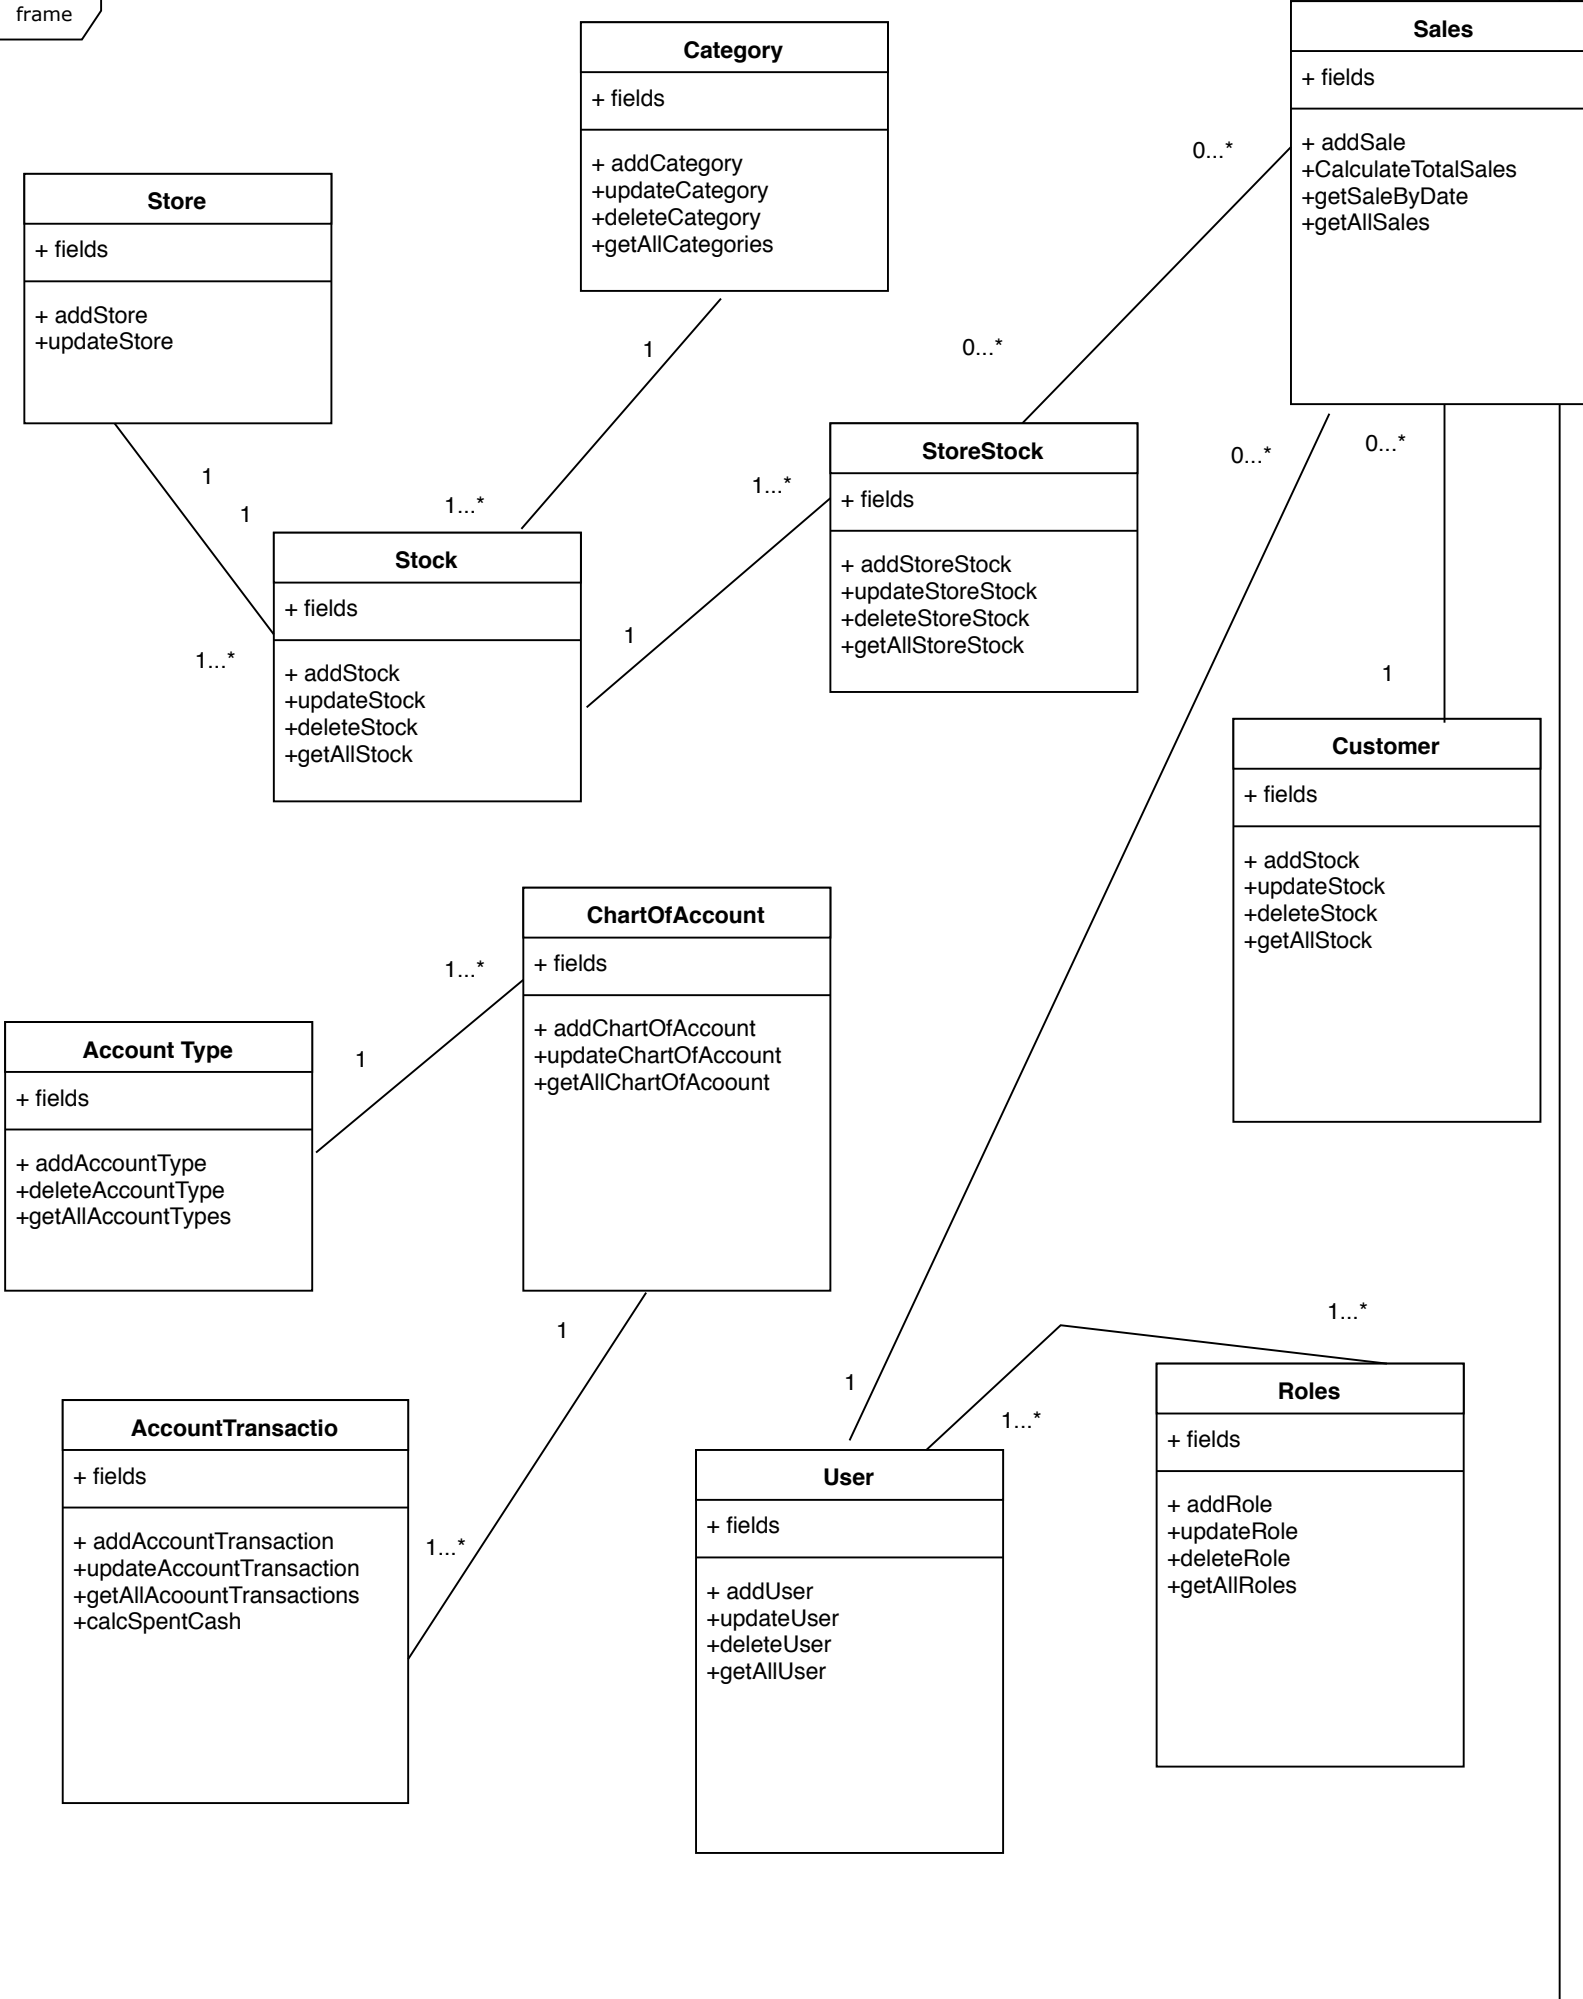 frame
Category
+ fields
+ addCategory
+updateCategory
+deleteCategory
+getAllCategories
Sales
+ fields
+ addSale
+CalculateTotalSales
+getSaleByDate
+getAllSales
0...*
0...*
Store
+ fields
+ addStore
+updateStore
1
1
1...*
1
1...*
Stock
+ fields
+ addStock
+updateStock
+deleteStock
+getAllStock
1...*
1
StoreStock
+ fields
+ addStoreStock
+updateStoreStock
+deleteStoreStock
+getAllStoreStock
0...*
0...*
1
Customer
+ fields
+ addStock
+updateStock
+deleteStock
+getAllStock
ChartOfAccount
+ fields
+ addChartOfAccount
+updateChartOfAccount
+getAllChartOfAcoount
1...*
1
Account Type
+ fields
+ addAccountType
+deleteAccountType
+getAllAccountTypes
1
1...*
AccountTransactio
+ fields
+ addAccountTransaction
+updateAccountTransaction
+getAllAcoountTransactions
+calcSpentCash
1
1...*
1...*
User
+ fields
+ addUser
+updateUser
+deleteUser
+getAllUser
Roles
+ fields
+ addRole
+updateRole
+deleteRole
+getAllRoles